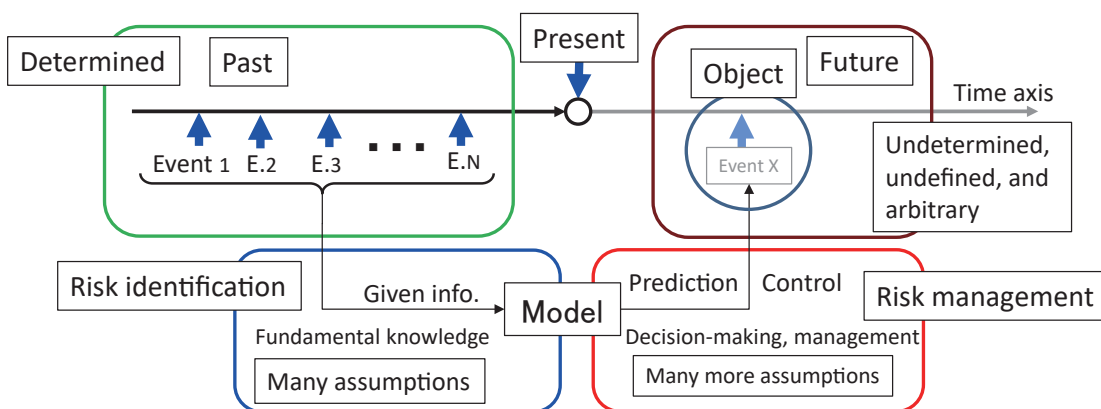 Determined
Past
Present
Object
Future
Time axis
Event 1
E.2
E.3
...
E.N
Event X
Undetermined,
undefined, and
arbitrary
Risk identification
Given info.
Fundamental knowledge
Many assumptions
Model
Prediction
Control
Decision-making, management
Many more assumptions
Risk management